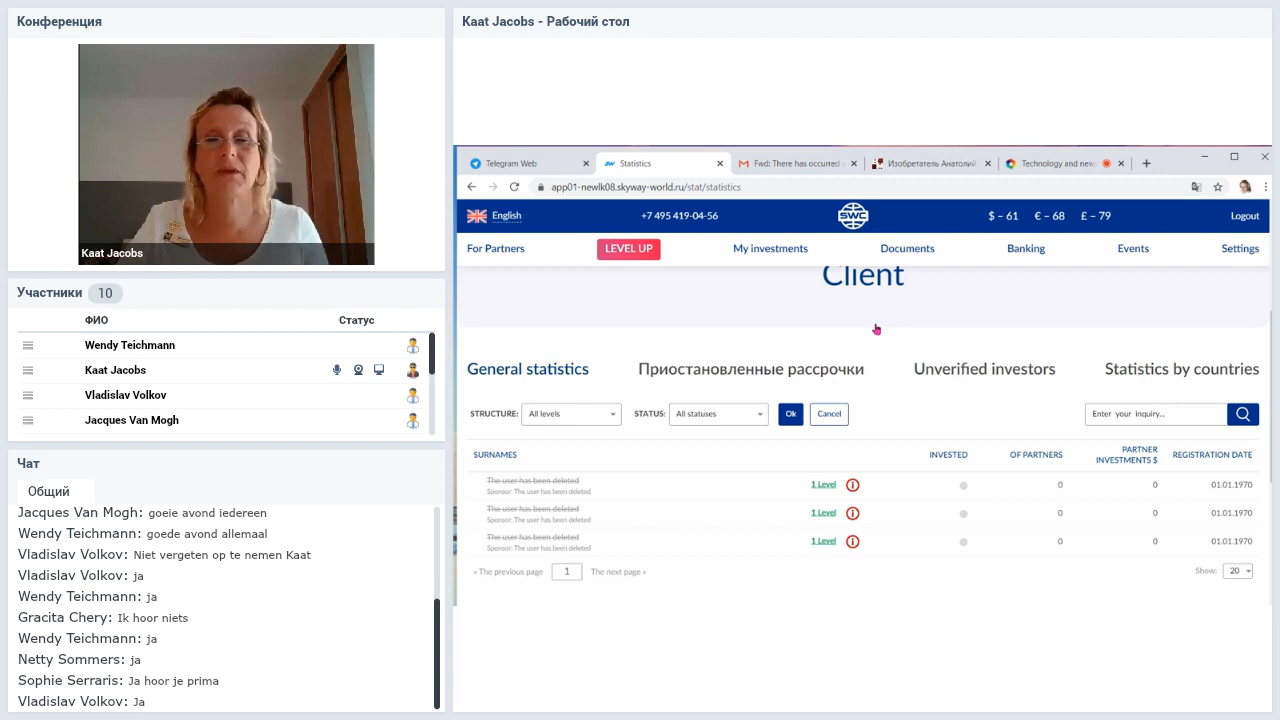 Конференция
Kaat Jacobs
Участники 10
ФИО Статус
Wendy Teichmann
Kaat Jacobs
Vladislav Volkov
Jacques Van Mogh
Чат
Общий
Jacques Van Mogh: goeie avond iedereen
Wendy Teichmann: goede avond allemaal
Vladislav Volkov: Niet vergeten op te nemen Kaat
Vladislav Volkov: ja
Wendy Teichmann: ja
Gracita Chery: Ik hoor niets
Wendy Teichmann: ja
Netty Sommers: ja
Sophie Serraris: Ja hoor je prima
Vladislav Volkov: Ja
Kaat Jacobs - Рабочий стол
Telegram Web Statistics Fwd: There has occurred Изобретатель Анатолий Technology and new
app01-newlk08.skyway-world.ru/stat/statistics
English +7 495 419-04-56 SWC $ – 61 € – 68 £ – 79 Logout
For Partners LEVEL UP My investments Documents Banking Events Settings
Client
General statistics Приостановленные рассрочки Unverified investors Statistics by countries
STRUCTURE: All levels STATUS: All statuses Ok Cancel Enter your inquiry...
SURNAMES INVESTED OF PARTNERS PARTNER INVESTMENTS $ REGISTRATION DATE
The user has been deleted 1 Level 0 0 01.01.1970
Sponsor: The user has been deleted
The user has been deleted 1 Level 0 0 01.01.1970
Sponsor: The user has been deleted
The user has been deleted 1 Level 0 0 01.01.1970
Sponsor: The user has been deleted
« The previous page 1 The next page » Show: 20